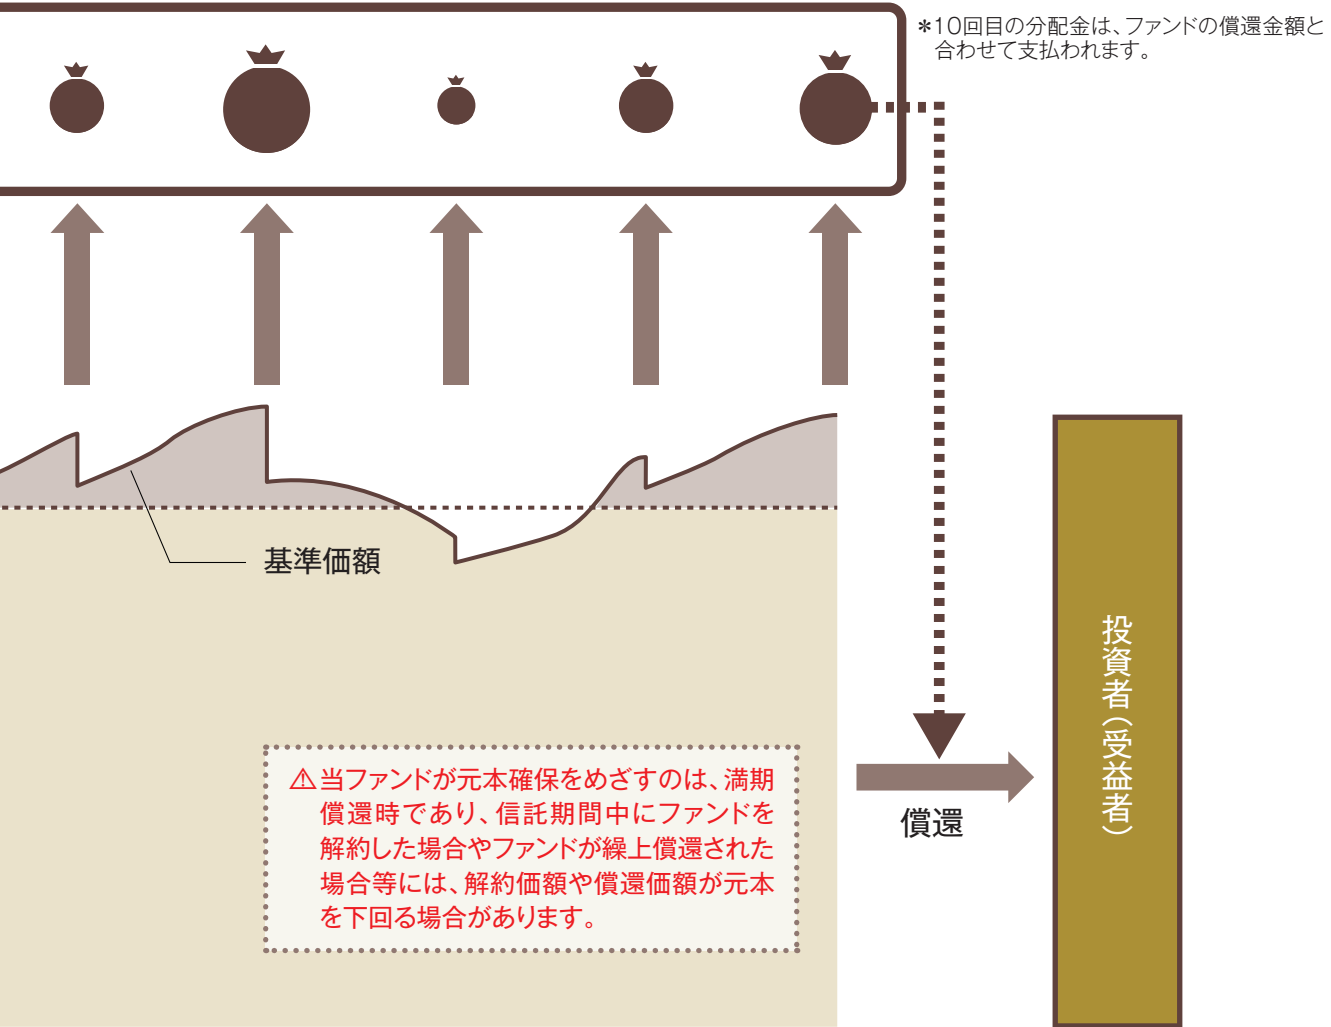 ＊10回目の分配金は、ファンドの償還金額と
合わせて支払われます。
基準価額
⚠当ファンドが元本確保をめざすのは、満期
償還時であり、信託期間中にファンドを
解約した場合やファンドが繰上償還された
場合等には、解約価額や償還価額が元本
を下回る場合があります。
償還
投資者（受益者）